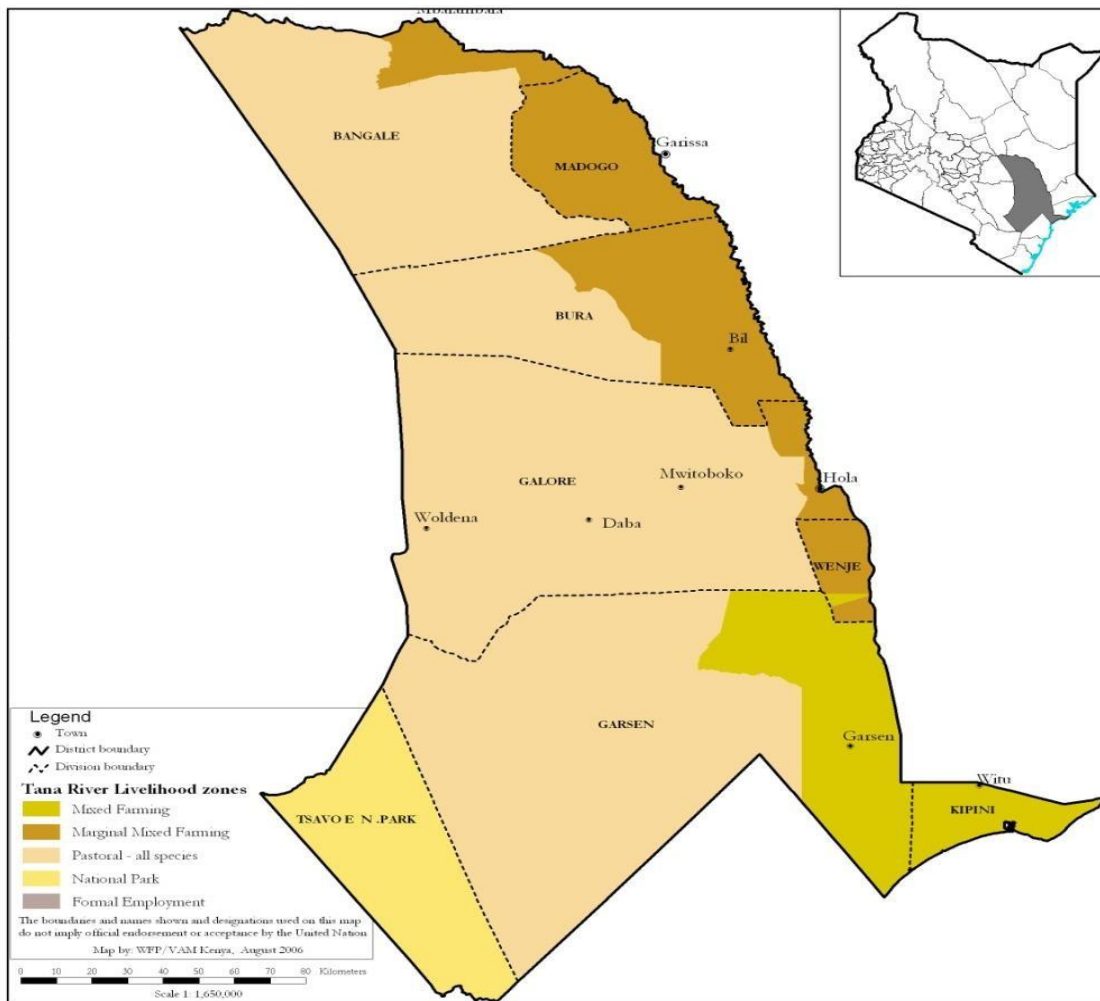 Mbalambala
BANGALE
Garissa
MADOGO
BURA
Bil
Mwitoboko
Hola
GALORE
Woldena
Daba
WENJE
GARSEN
Garsen
Witu
KIPINI
TSAVO E N .PARK
Legend
Town
District boundary
Division boundary
Tana River Livelihood zones
Mixed Farming
Marginal Mixed Farming
Pastoral - all species
National Park
Formal Employment
The boundaries and names shown and designations used on this map
do not imply official endorsement or acceptance by the United Nation
Map by: WFP/VAM Kenya, August 2006
0 10 20 30 40 50 60 70 80 Kilometers
Scale 1: 1,650,000